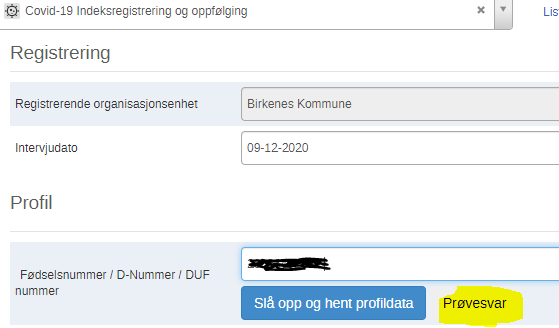 Covid-19 Indeksregistrering og oppfølging
×
Lis
Registrering
Registrerende organisasjonsenhet
Birkenes Kommune
Intervjudato
09-12-2020
Profil
Fødselsnummer / D-Nummer / DUF
nummer
Slå opp og hent profildata
Prøvesvar